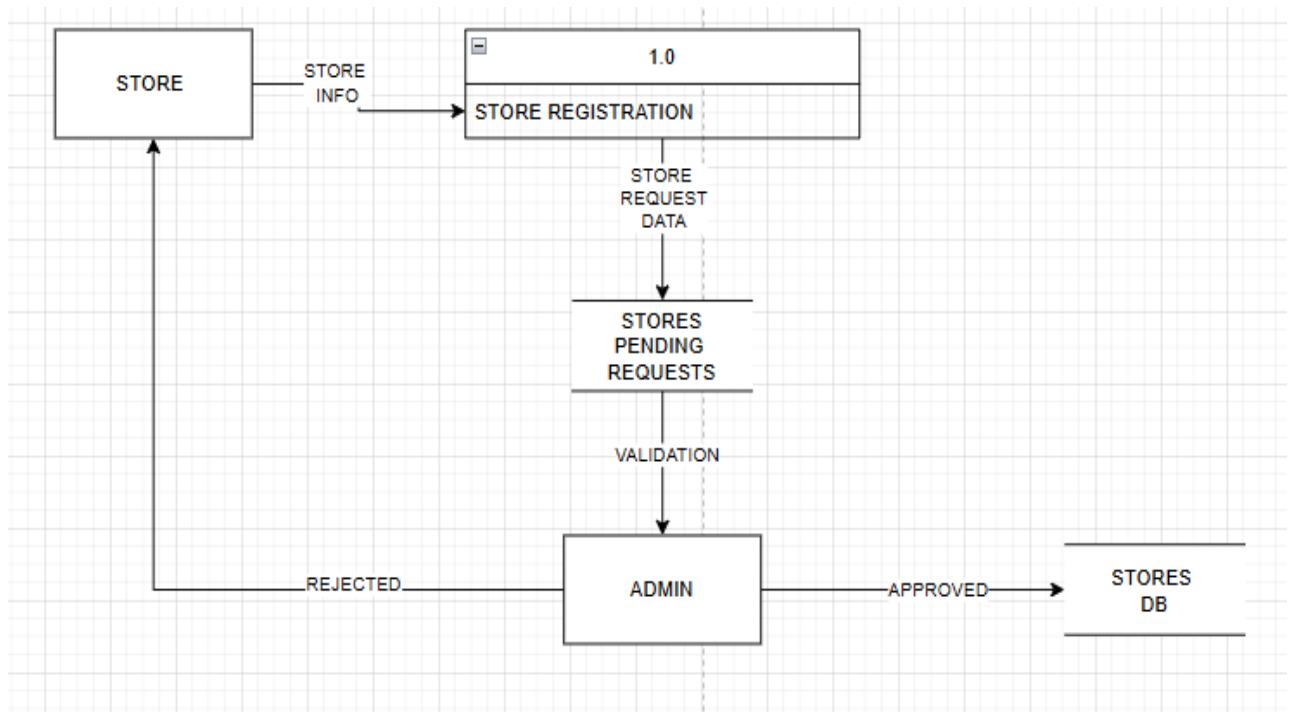 STORE
STORE
INFO
1.0
STORE REGISTRATION
STORE
REQUEST
DATA
STORES
PENDING
REQUESTS
VALIDATION
REJECTED
ADMIN
APPROVED
STORES
DB